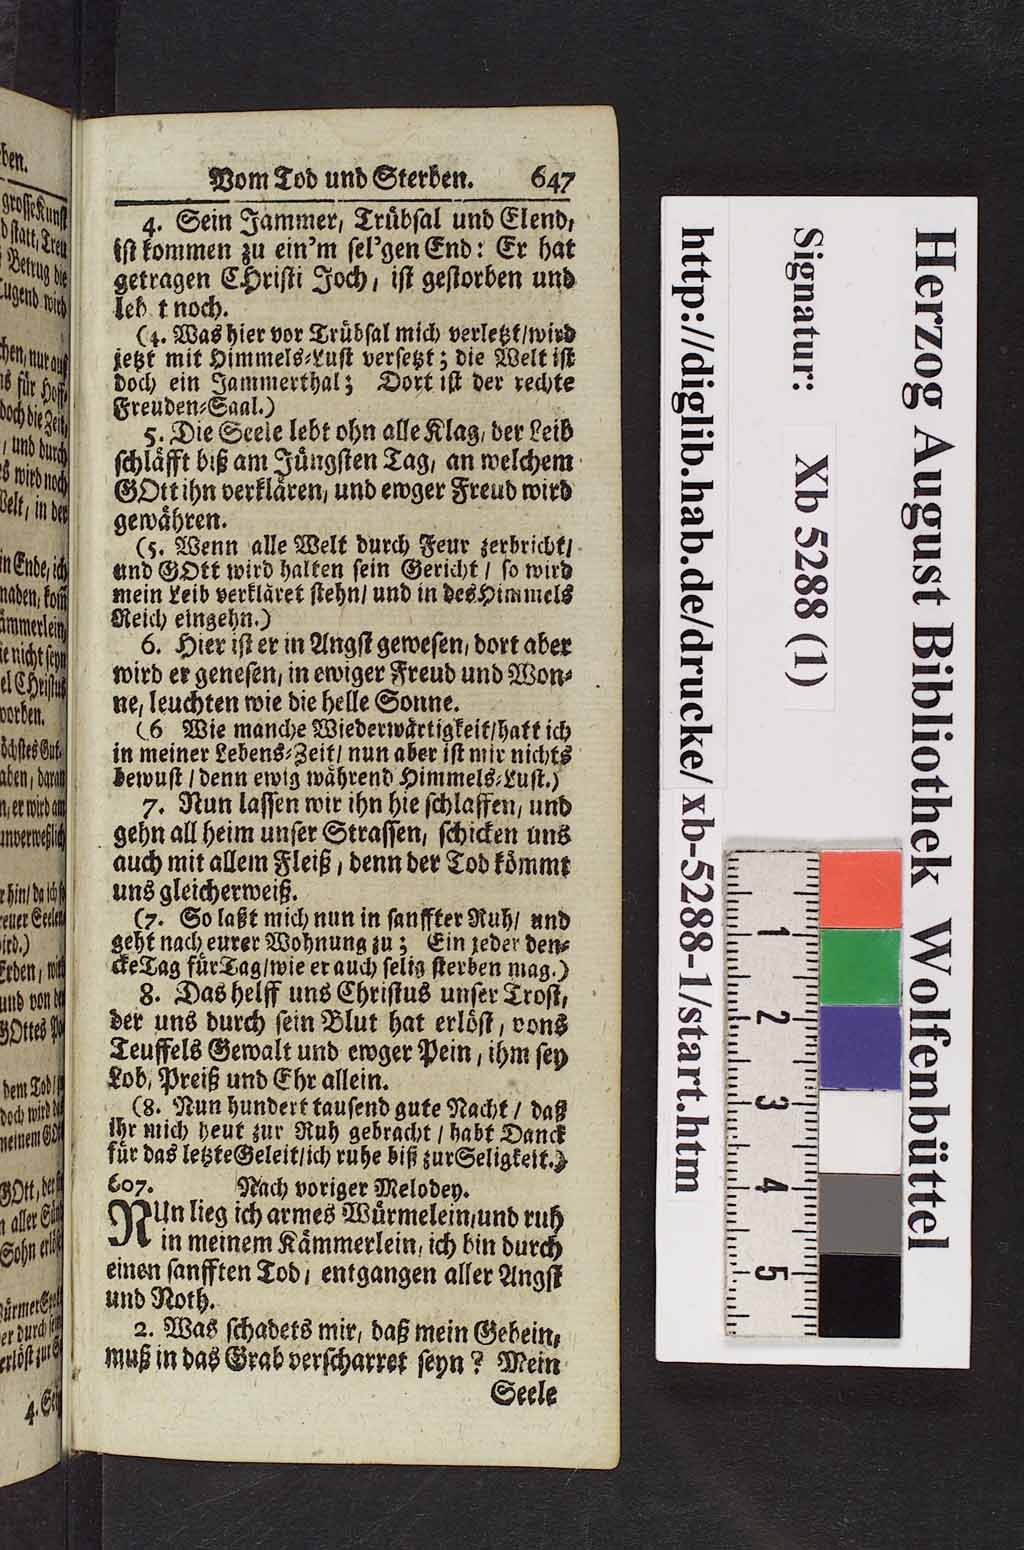 Vom Tod und Sterben. 647
4. Sein Jammer, Trübsal und Elend,
ist kommen zu ein'm sel'gen End: Er hat
getragen CHristi Joch, ist gestorben und
leb t noch.
(4. Was hier vor Trübsal mich verletzt/wird
jetzt mit Himmels-Lust versetzt; die Welt ist
doch ein Jammerthal; Dort ist der rechte
Freuden-Saal.)
5. Die Seele lebt ohn alle Klag, der Leib
schläfft biß am Jüngsten Tag, an welchem
GOtt ihn verklären, und ewger Freud wird
gewähren.
(5. Wenn alle Welt durch Feur zerbricht/
und GOtt wird halten sein Gericht / so wird
mein Leib verkläret stehn/ und in des Himmels
Reich eingehn.)
6. Hier ist er in Angst gewesen, dort aber
wird er genesen, in ewiger Freud und Won-
ne, leuchten wie die helle Sonne.
(6 Wie manche Wiederwärtigkeit/hatt ich
in meiner Lebens-Zeit/ nun aber ist mir nichts
bewust / denn ewig während Himmels-Lust.)
7. Nun lassen wir ihn hie schlaffen, und
gehn all heim unser Strassen, schicken uns
auch mit allem Fleiß, denn der Tod kömmt
uns gleicherweiß.
(7. So laßt mich nun in sanffter Ruh/ und
geht nach eurer Wohnung zu; Ein jeder den-
cke Tag für Tag/wie er auch selig sterben mag.)
8. Das helff uns Christus unser Trost,
der uns durch sein Blut hat erlöst, vons
Teuffels Gewalt und ewger Pein, ihm sey
Lob, Preiß und Ehr allein.
(8. Nun hundert tausend gute Nacht / daß
ihr mich heut zur Ruh gebracht / habt Danck
für das letzte Geleit/ich ruhe biß zur Seligkeit.)
607. Nach voriger Melodey.
NUn lieg ich armes Würmelein, und ruh
in meinem Kämmerlein, ich bin durch
einen sanfften Tod, entgangen aller Angst
und Noth.
2. Was schadets mir, daß mein Gebein,
muß in das Grab verscharret seyn? Mein
Seele
Herzog August Bibliothek Wolfenbüttel
Signatur: Xb 5288 (1)
http://diglib.hab.de/drucke/ xb-5288-1/start.htm
1
2
3
4
5